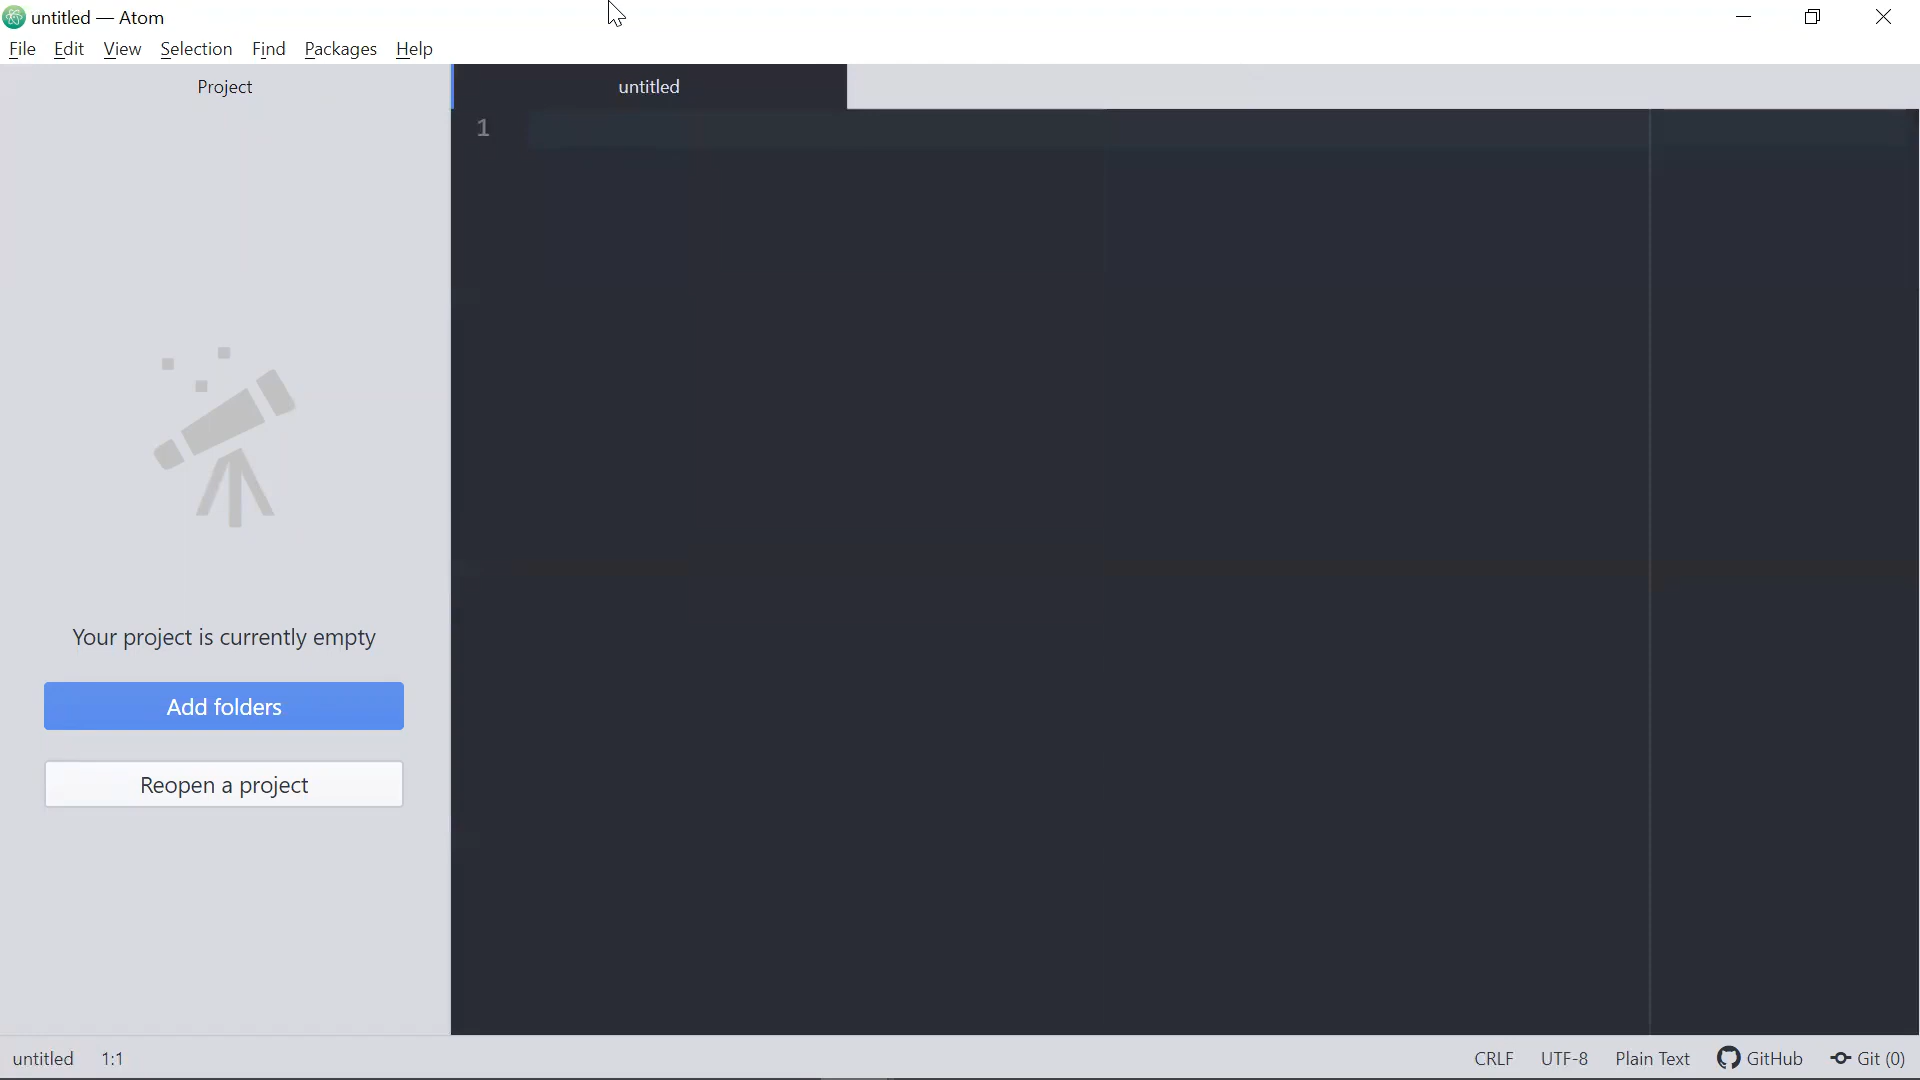 untitled — Atom
File Edit View Selection Find Packages Help
Project
untitled
1
Your project is currently empty
Add folders
Reopen a project
untitled 1:1 CRLF UTF-8 Plain Text GitHub Git (0)